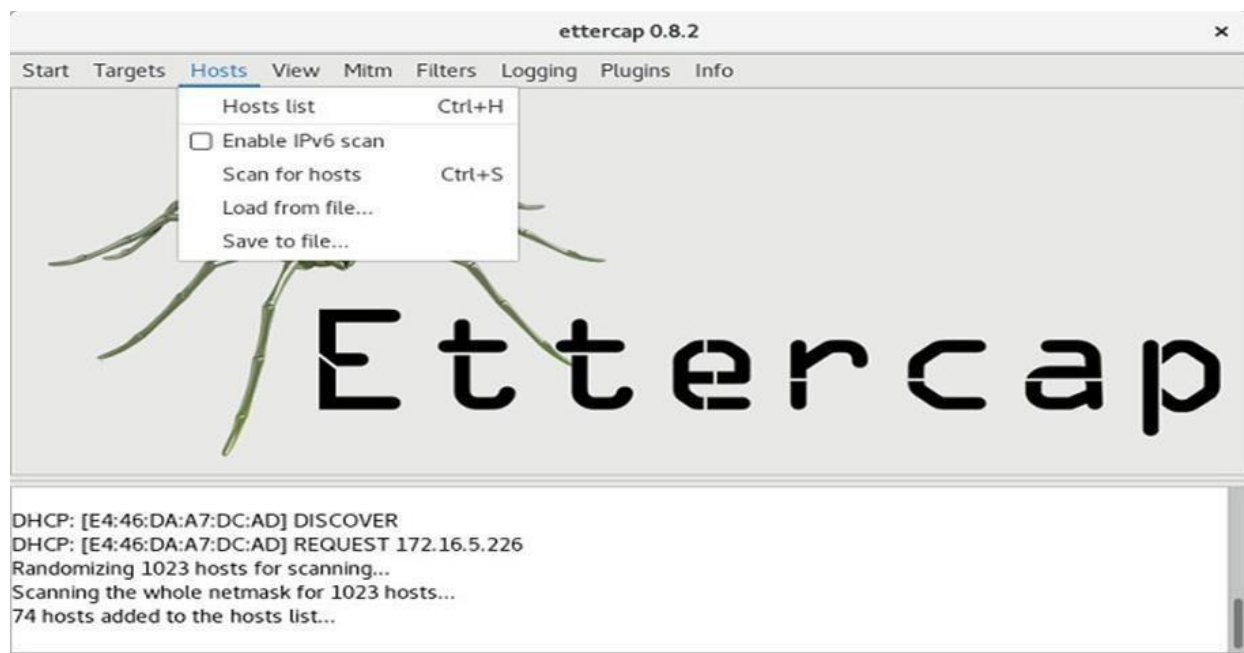 ettercap 0.8.2 ×
Start Targets Hosts View Mitm Filters Logging Plugins Info
Hosts list Ctrl+H
Enable IPv6 scan
Scan for hosts Ctrl+S
Load from file...
Save to file...
Ettercap
DHCP: [E4:46:DA:A7:DC:AD] DISCOVER
DHCP: [E4:46:DA:A7:DC:AD] REQUEST 172.16.5.226
Randomizing 1023 hosts for scanning...
Scanning the whole netmask for 1023 hosts...
74 hosts added to the hosts list...